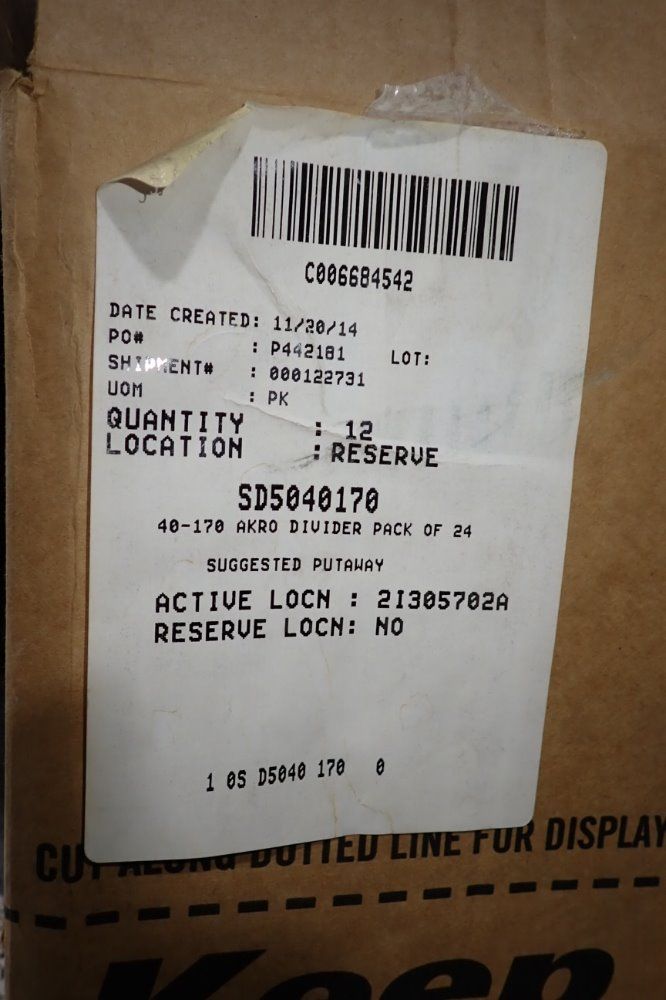 C006684542
DATE CREATED: 11/20/14
PO# : P442181 LOT:
SHIPMENT# : 000122731
UOM : PK
QUANTITY : 12
LOCATION : RESERVE
SD5040170
40-170 AKRO DIVIDER PACK OF 24
SUGGESTED PUTAWAY
ACTIVE LOCN : 2I305702A
RESERVE LOCN: NO
1 0S D5040 170 0
CUT ALONG DOTTED LINE FOR DISPLAY
Keep